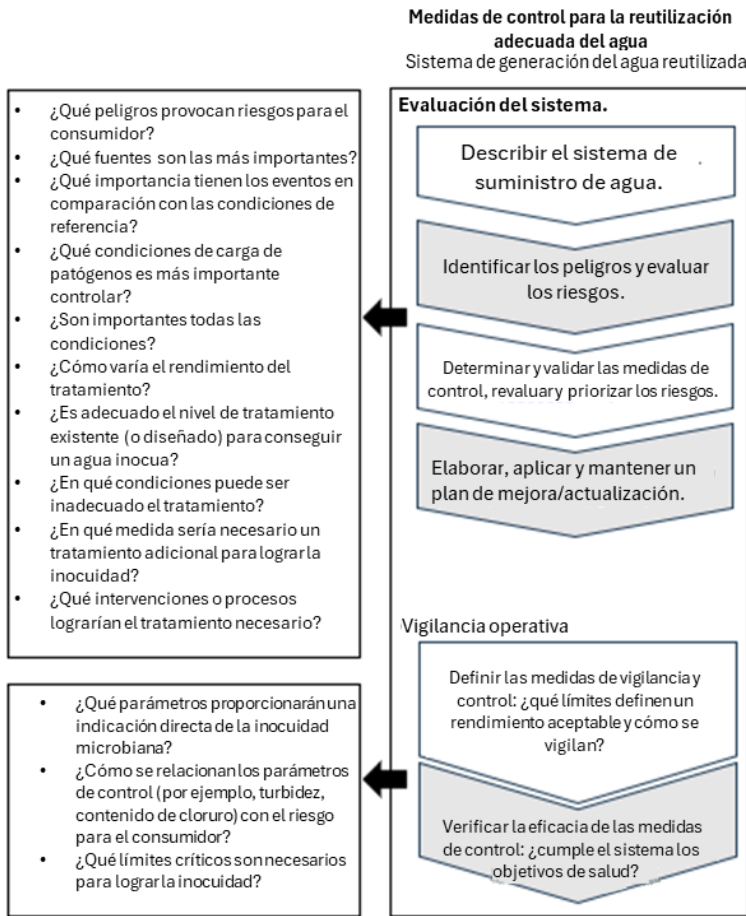 Medidas de control para la reutilización
adecuada del agua
Sistema de generación del agua reutilizada
• ¿Qué peligros provocan riesgos para el
consumidor?
• ¿Qué fuentes son las más importantes?
• ¿Qué importancia tienen los eventos en
comparación con las condiciones de
referencia?
• ¿Qué condiciones de carga de
patógenos es más importante
controlar?
• ¿Son importantes todas las
condiciones?
• ¿Cómo varía el rendimiento del
tratamiento?
• ¿Es adecuado el nivel de tratamiento
existente (o diseñado) para conseguir
un agua inocua?
• ¿En qué condiciones puede ser
inadecuado el tratamiento?
• ¿En qué medida sería necesario un
tratamiento adicional para lograr la
inocuidad?
• ¿Qué intervenciones o procesos
lograrían el tratamiento necesario?
Evaluación del sistema.
Describir el sistema de
suministro de agua.
Identificar los peligros y evaluar
los riesgos.
Determinar y validar las medidas de
control, revaluar y priorizar los riesgos.
Elaborar, aplicar y mantener un
plan de mejora/actualización.
Vigilancia operativa
• ¿Qué parámetros proporcionarán una
indicación directa de la inocuidad
microbiana?
• ¿Cómo se relacionan los parámetros
de control (por ejemplo, turbidez,
contenido de cloruro) con el riesgo
para el consumidor?
• ¿Qué límites críticos son necesarios
para lograr la inocuidad?
Definir las medidas de vigilancia y
control: ¿qué límites definen un
rendimiento aceptable y cómo se
vigilan?
Verificar la eficacia de las medidas
de control: ¿cumple el sistema los
objetivos de salud?